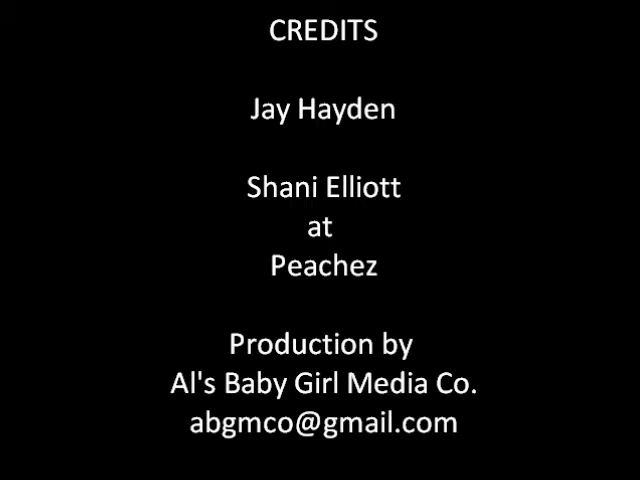 CREDITS
Jay Hayden
Shani Elliott
at
Peachez
Production by
Al's Baby Girl Media Co.
abgmco@gmail.com